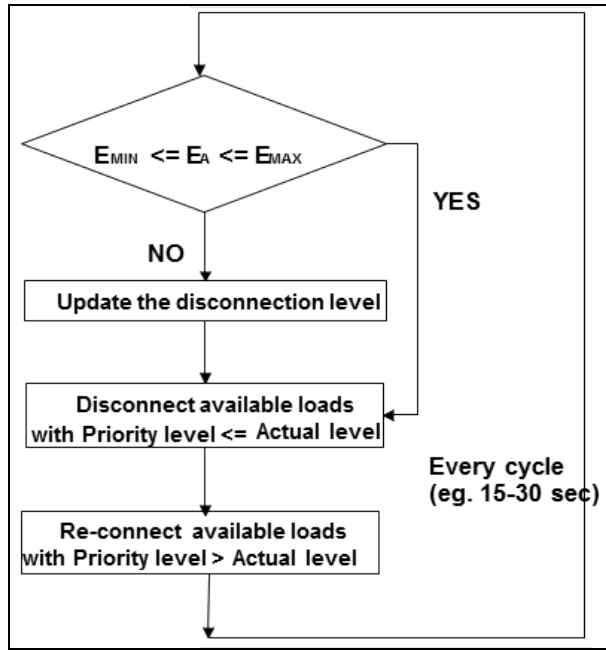 EMIN <= EA <= EMAX
YES
NO
Update the disconnection level
Disconnect available loads
with Priority level <= Actual level
Every cycle
(eg. 15-30 sec)
Re-connect available loads
with Priority level > Actual level